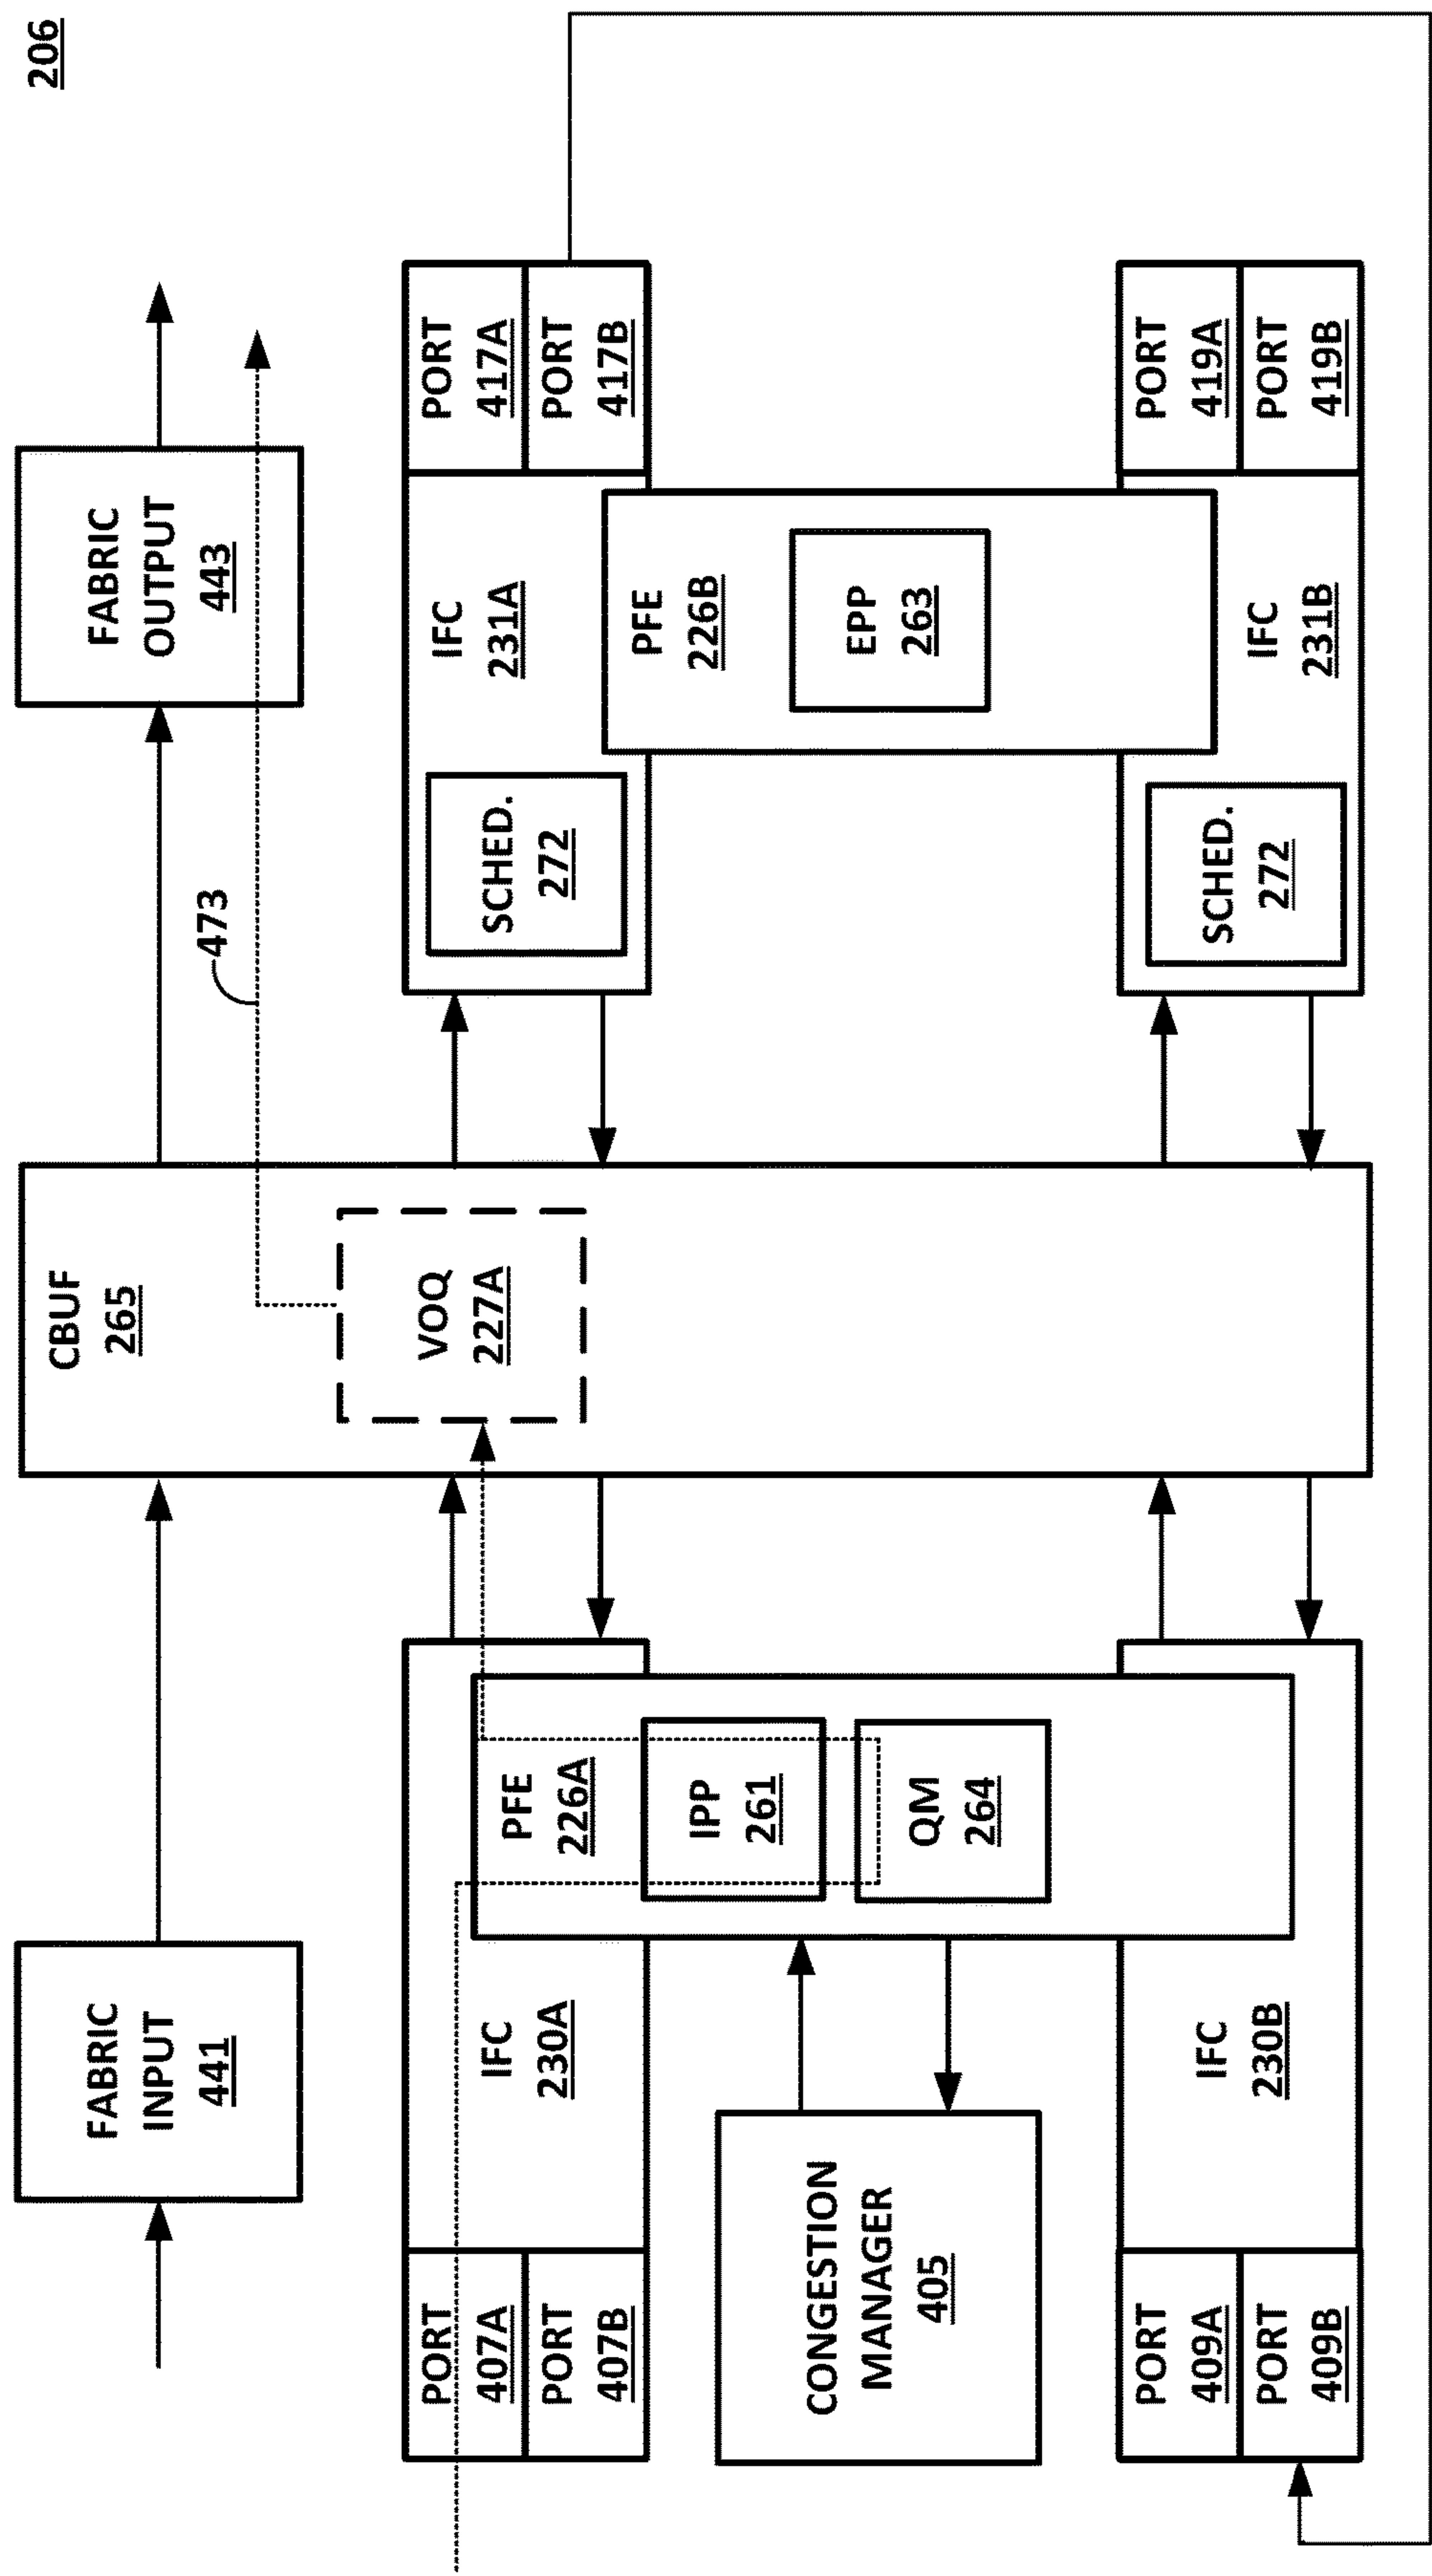 206
FABRIC
INPUT
441
CBUF
265
473
FABRIC
OUTPUT
443
PORT
407A
PORT
407B
IFC
230A
PFE
226A
IPP
261
QM
264
VOQ
227A
SCHED.
272
IFC
231A
PORT
417A
PORT
417B
PFE
226B
EPP
263
CONGESTION
MANAGER
405
PORT
409A
PORT
409B
IFC
230B
SCHED.
272
IFC
231B
PORT
419A
PORT
419B